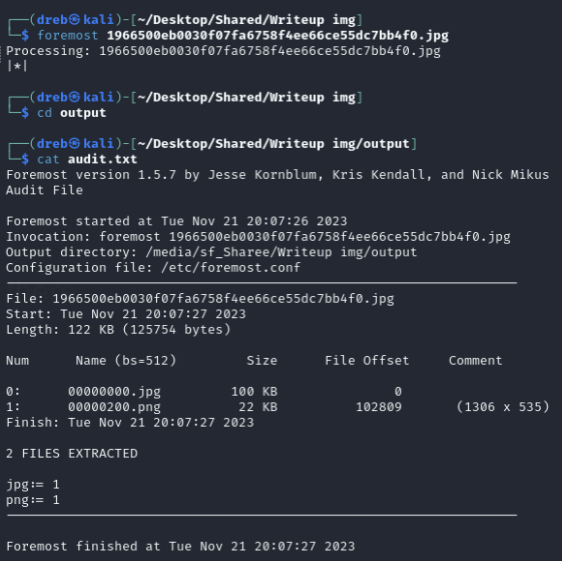 ┌──(dreb㉿kali)-[~/Desktop/Shared/Writeup img]
└─$ foremost 1966500eb0030f07fa6758f4ee66ce55dc7bb4f0.jpg
Processing: 1966500eb0030f07fa6758f4ee66ce55dc7bb4f0.jpg
|*|
┌──(dreb㉿kali)-[~/Desktop/Shared/Writeup img]
└─$ cd output
┌──(dreb㉿kali)-[~/Desktop/Shared/Writeup img/output]
└─$ cat audit.txt
Foremost version 1.5.7 by Jesse Kornblum, Kris Kendall, and Nick Mikus
Audit File
Foremost started at Tue Nov 21 20:07:26 2023
Invocation: foremost 1966500eb0030f07fa6758f4ee66ce55dc7bb4f0.jpg
Output directory: /media/sf_Sharee/Writeup img/output
Configuration file: /etc/foremost.conf
------------------------------------------------------------------
File: 1966500eb0030f07fa6758f4ee66ce55dc7bb4f0.jpg
Start: Tue Nov 21 20:07:27 2023
Length: 122 KB (125754 bytes)
Num      Name (bs=512)         Size      File Offset     Comment
0:      00000000.jpg         100 KB               0
1:      00000200.png          22 KB          102809      (1306 x 535)
Finish: Tue Nov 21 20:07:27 2023
2 FILES EXTRACTED
jpg:= 1
png:= 1
------------------------------------------------------------------
Foremost finished at Tue Nov 21 20:07:27 2023